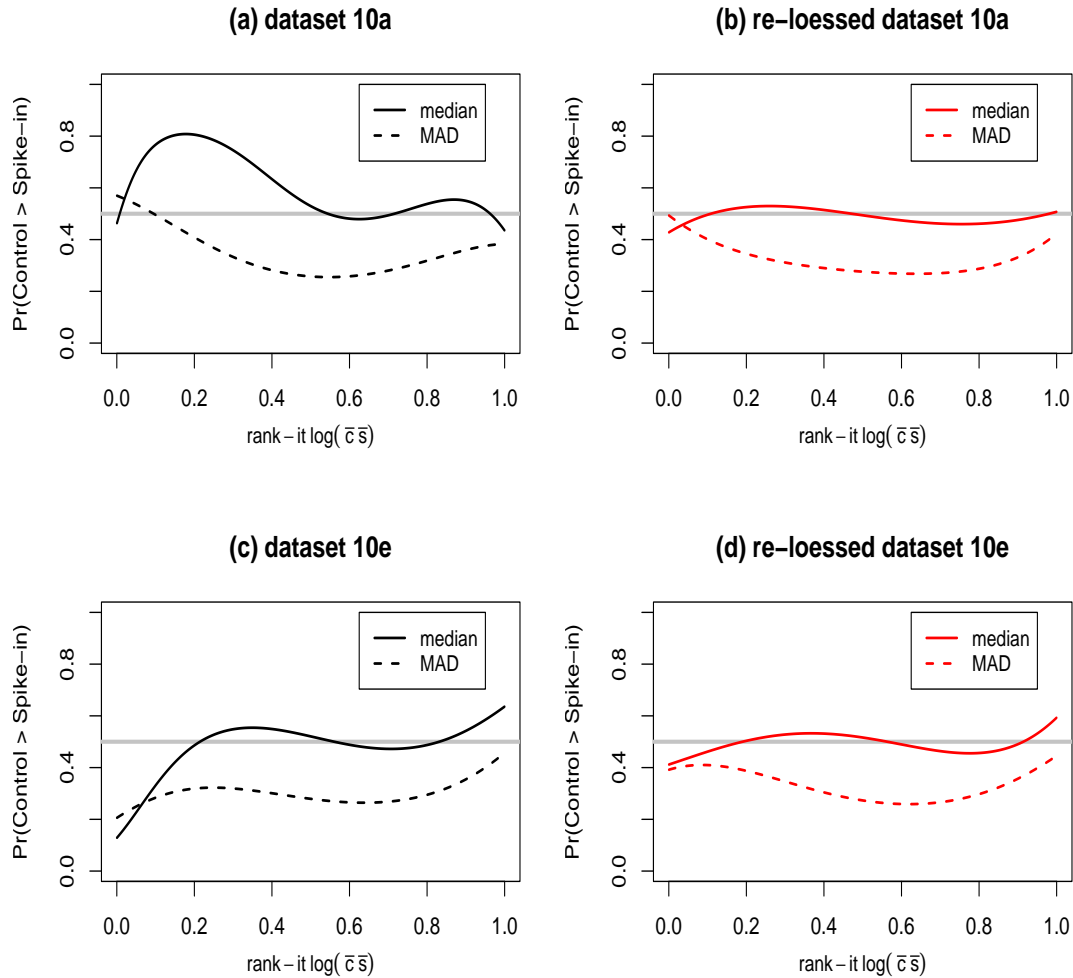 (a) dataset 10a
Pr(Control > Spike−in)
0.0 0.4 0.8
median
MAD
0.0 0.2 0.4 0.6 0.8 1.0
rank−it log( c̅ s̅)
(b) re−loessed dataset 10a
Pr(Control > Spike−in)
0.0 0.4 0.8
median
MAD
0.0 0.2 0.4 0.6 0.8 1.0
rank−it log( c̅ s̅)
(c) dataset 10e
Pr(Control > Spike−in)
0.0 0.4 0.8
median
MAD
0.0 0.2 0.4 0.6 0.8 1.0
rank−it log( c̅ s̅)
(d) re−loessed dataset 10e
Pr(Control > Spike−in)
0.0 0.4 0.8
median
MAD
0.0 0.2 0.4 0.6 0.8 1.0
rank−it log( c̅ s̅)